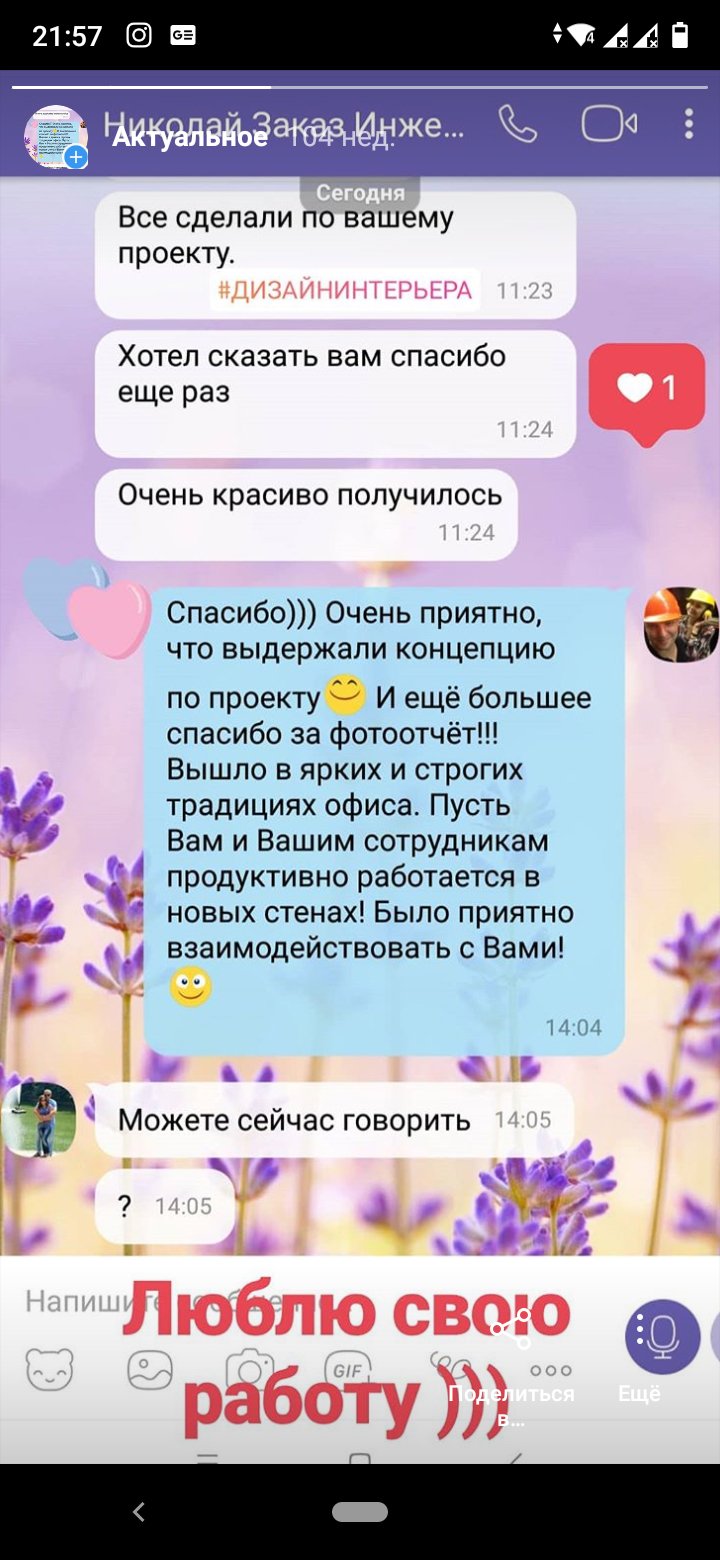 21:57
GE
4
Николай Заказ Инже...
Актуальное 104 нед.
Сегодня
Все сделали по вашему
проекту.
#ДИЗАЙНИНТЕРЬЕРА 11:23
Хотел сказать вам спасибо
еще раз
11:24
1
Очень красиво получилось
11:24
Спасибо))) Очень приятно,
что выдержали концепцию
по проекту😊 И ещё большее
спасибо за фотоотчёт!!!
Вышло в ярких и строгих
традициях офиса. Пусть
Вам и Вашим сотрудникам
продуктивно работается в
новых стенах! Было приятно
взаимодействовать с Вами!
🙂
14:04
Можете сейчас говорить 14:05
? 14:05
Люблю свою
работу )))
GIF
Поделиться
в...
Ещё